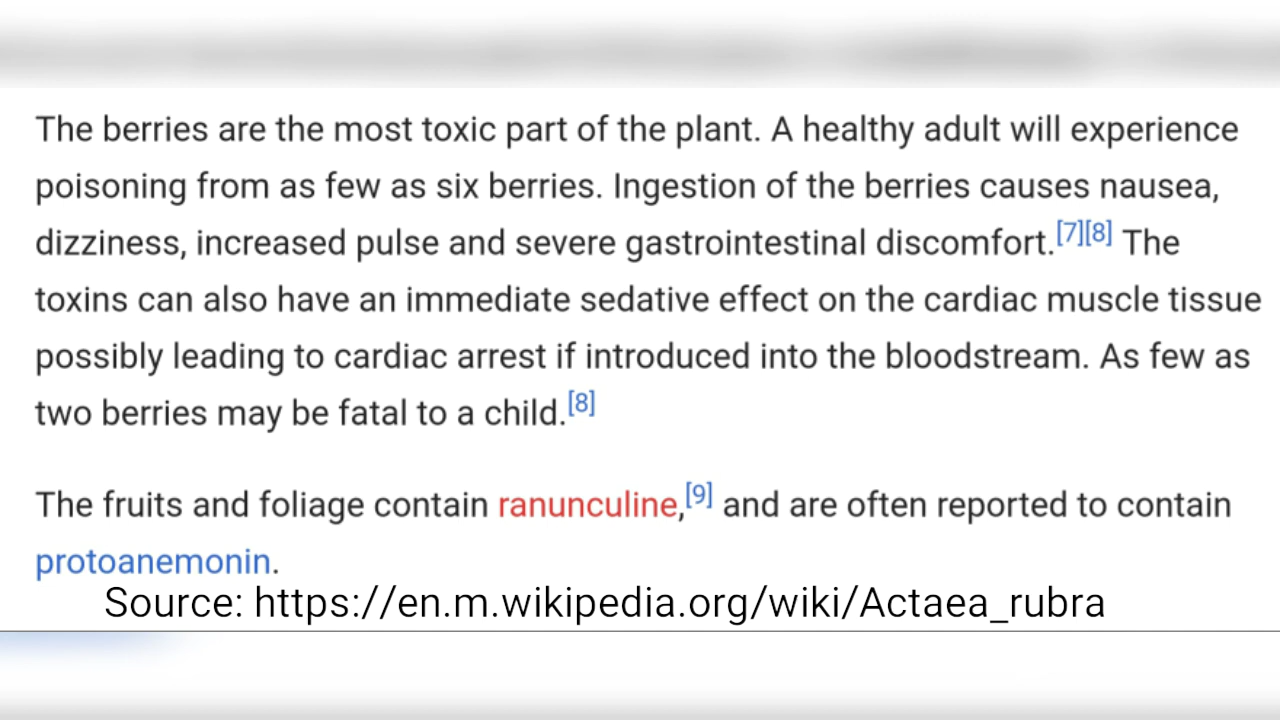 The berries are the most toxic part of the plant. A healthy adult will experience
poisoning from as few as six berries. Ingestion of the berries causes nausea,
dizziness, increased pulse and severe gastrointestinal discomfort.[7][8] The
toxins can also have an immediate sedative effect on the cardiac muscle tissue
possibly leading to cardiac arrest if introduced into the bloodstream. As few as
two berries may be fatal to a child.[8]
The fruits and foliage contain ranunculine,[9] and are often reported to contain
protoanemonin.
Source: https://en.m.wikipedia.org/wiki/Actaea_rubra